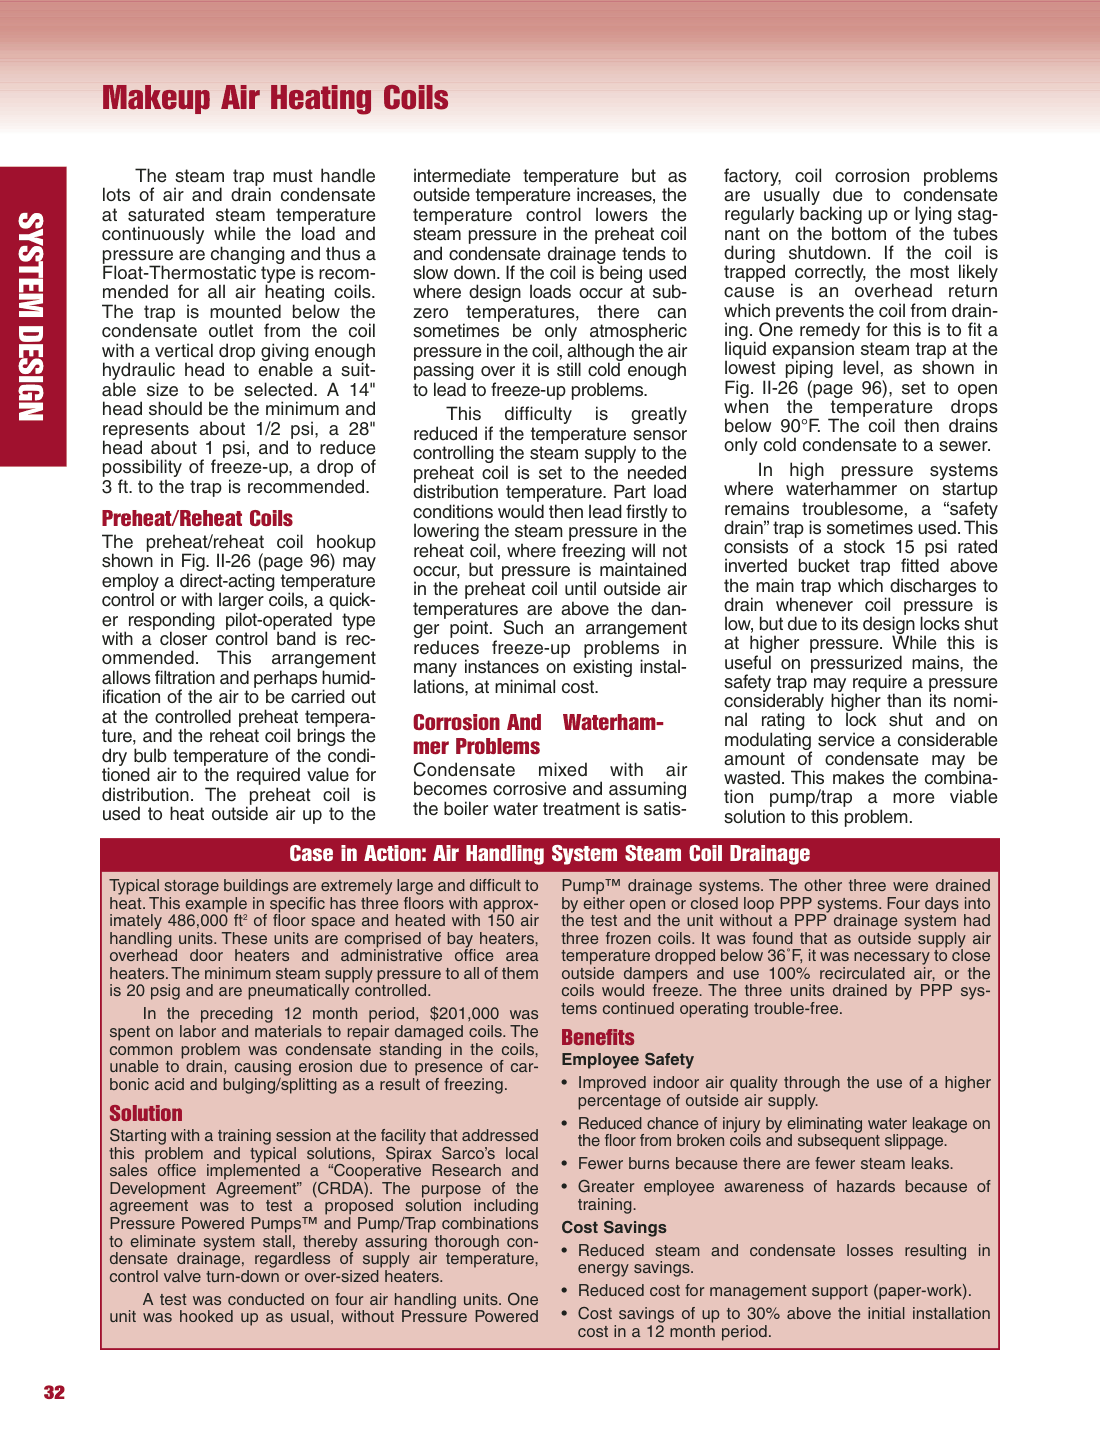 Makeup Air Heating Coils
SYSTEM DESIGN
The steam trap must handle
lots of air and drain condensate
at saturated steam temperature
continuously while the load and
pressure are changing and thus a
Float-Thermostatic type is recom-
mended for all air heating coils.
The trap is mounted below the
condensate outlet from the coil
with a vertical drop giving enough
hydraulic head to enable a suit-
able size to be selected. A 14"
head should be the minimum and
represents about 1/2 psi, a 28"
head about 1 psi, and to reduce
possibility of freeze-up, a drop of
3 ft. to the trap is recommended.
Preheat/Reheat Coils
The preheat/reheat coil hookup
shown in Fig. II-26 (page 96) may
employ a direct-acting temperature
control or with larger coils, a quick-
er responding pilot-operated type
with a closer control band is rec-
ommended. This arrangement
allows filtration and perhaps humid-
ification of the air to be carried out
at the controlled preheat tempera-
ture, and the reheat coil brings the
dry bulb temperature of the condi-
tioned air to the required value for
distribution. The preheat coil is
used to heat outside air up to the
intermediate temperature but as
outside temperature increases, the
temperature control lowers the
steam pressure in the preheat coil
and condensate drainage tends to
slow down. If the coil is being used
where design loads occur at sub-
zero temperatures, there can
sometimes be only atmospheric
pressure in the coil, although the air
passing over it is still cold enough
to lead to freeze-up problems.
This difficulty is greatly
reduced if the temperature sensor
controlling the steam supply to the
preheat coil is set to the needed
distribution temperature. Part load
conditions would then lead firstly to
lowering the steam pressure in the
reheat coil, where freezing will not
occur, but pressure is maintained
in the preheat coil until outside air
temperatures are above the dan-
ger point. Such an arrangement
reduces freeze-up problems in
many instances on existing instal-
lations, at minimal cost.
Corrosion And Waterham-
mer Problems
Condensate mixed with air
becomes corrosive and assuming
the boiler water treatment is satis-
factory, coil corrosion problems
are usually due to condensate
regularly backing up or lying stag-
nant on the bottom of the tubes
during shutdown. If the coil is
trapped correctly, the most likely
cause is an overhead return
which prevents the coil from drain-
ing. One remedy for this is to fit a
liquid expansion steam trap at the
lowest piping level, as shown in
Fig. II-26 (page 96), set to open
when the temperature drops
below 90°F. The coil then drains
only cold condensate to a sewer.
In high pressure systems
where waterhammer on startup
remains troublesome, a “safety
drain” trap is sometimes used. This
consists of a stock 15 psi rated
inverted bucket trap fitted above
the main trap which discharges to
drain whenever coil pressure is
low, but due to its design locks shut
at higher pressure. While this is
useful on pressurized mains, the
safety trap may require a pressure
considerably higher than its nomi-
nal rating to lock shut and on
modulating service a considerable
amount of condensate may be
wasted. This makes the combina-
tion pump/trap a more viable
solution to this problem.
Case in Action: Air Handling System Steam Coil Drainage
Typical storage buildings are extremely large and difficult to
heat. This example in specific has three floors with approx-
imately 486,000 ft² of floor space and heated with 150 air
handling units. These units are comprised of bay heaters,
overhead door heaters and administrative office area
heaters. The minimum steam supply pressure to all of them
is 20 psig and are pneumatically controlled.
In the preceding 12 month period, $201,000 was
spent on labor and materials to repair damaged coils. The
common problem was condensate standing in the coils,
unable to drain, causing erosion due to presence of car-
bonic acid and bulging/splitting as a result of freezing.
Solution
Starting with a training session at the facility that addressed
this problem and typical solutions, Spirax Sarco’s local
sales office implemented a “Cooperative Research and
Development Agreement” (CRDA). The purpose of the
agreement was to test a proposed solution including
Pressure Powered Pumps™ and Pump/Trap combinations
to eliminate system stall, thereby assuring thorough con-
densate drainage, regardless of supply air temperature,
control valve turn-down or over-sized heaters.
A test was conducted on four air handling units. One
unit was hooked up as usual, without Pressure Powered
Pump™ drainage systems. The other three were drained
by either open or closed loop PPP systems. Four days into
the test and the unit without a PPP drainage system had
three frozen coils. It was found that as outside supply air
temperature dropped below 36˚F, it was necessary to close
outside dampers and use 100% recirculated air, or the
coils would freeze. The three units drained by PPP sys-
tems continued operating trouble-free.
Benefits
Employee Safety
• Improved indoor air quality through the use of a higher
percentage of outside air supply.
• Reduced chance of injury by eliminating water leakage on
the floor from broken coils and subsequent slippage.
• Fewer burns because there are fewer steam leaks.
• Greater employee awareness of hazards because of
training.
Cost Savings
• Reduced steam and condensate losses resulting in
energy savings.
• Reduced cost for management support (paper-work).
• Cost savings of up to 30% above the initial installation
cost in a 12 month period.
32